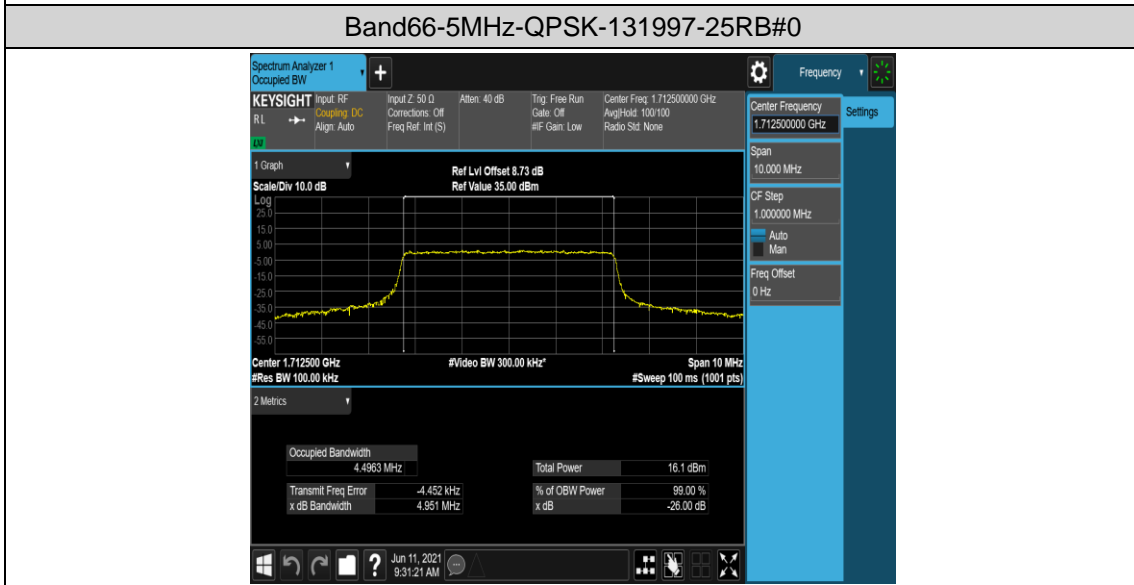 Band66-5MHz-QPSK-131997-25RB#0
Spectrum Analyzer 1
Occupied BW
Frequency
KEYSIGHT
RL
Input: RF
Coupling: DC
Align: Auto
Input Z: 50 Ω
Corrections: Off
Freq Ref: Int (S)
Atten: 40 dB
Trig: Free Run
Gate: Off
#IF Gain: Low
Center Freq: 1.712500000 GHz
Avg|Hold: 100/100
Radio Std: None
Center Frequency
1.712500000 GHz
Settings
Span
10.000 MHz
CF Step
1.000000 MHz
Auto
Man
Freq Offset
0 Hz
1 Graph
Ref Lvl Offset 8.73 dB
Scale/Div 10.0 dB
Ref Value 35.00 dBm
Log
25.0
15.0
5.00
-5.00
-15.0
-25.0
-35.0
-45.0
-55.0
Center 1.712500 GHz
#Video BW 300.00 kHz*
Span 10 MHz
#Res BW 100.00 kHz
#Sweep 100 ms (1001 pts)
2 Metrics
Occupied Bandwidth
4.4963 MHz
Total Power 16.1 dBm
Transmit Freq Error -4.452 kHz
% of OBW Power 99.00 %
x dB Bandwidth 4.951 MHz
x dB -26.00 dB
Jun 11, 2021
9:31:21 AM